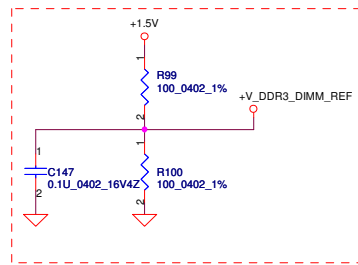 +1.5V
1
R99
100_0402_1%
2
+V_DDR3_DIMM_REF
1
C147
0.1U_0402_16V4Z
2
1
R100
100_0402_1%
2